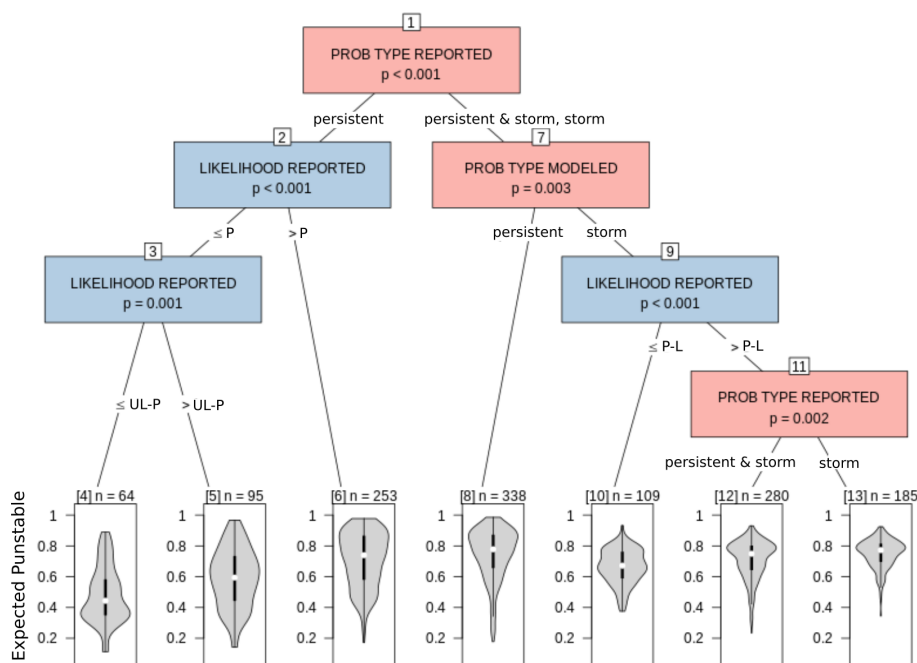 1
PROB TYPE REPORTED
p < 0.001
persistent
persistent & storm, storm
2
LIKELIHOOD REPORTED
p < 0.001
7
PROB TYPE MODELED
p = 0.003
≤ P
> P
persistent
storm
3
LIKELIHOOD REPORTED
p = 0.001
9
LIKELIHOOD REPORTED
p < 0.001
≤ P-L
> P-L
11
PROB TYPE REPORTED
p = 0.002
≤ UL-P
> UL-P
persistent & storm
storm
Expected Punstable
[4] n = 64
1
0.8
0.6
0.4
0.2
[5] n = 95
1
0.8
0.6
0.4
0.2
[6] n = 253
1
0.8
0.6
0.4
0.2
[8] n = 338
1
0.8
0.6
0.4
0.2
[10] n = 109
1
0.8
0.6
0.4
0.2
[12] n = 280
1
0.8
0.6
0.4
0.2
[13] n = 185
1
0.8
0.6
0.4
0.2